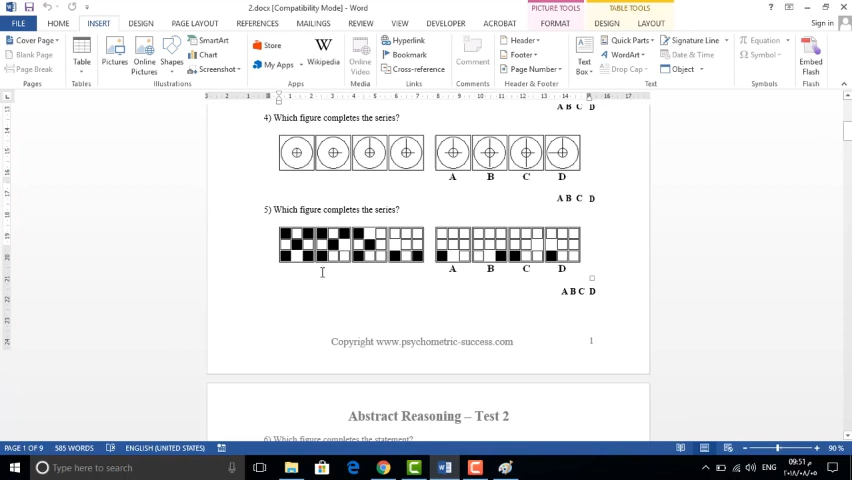 2.docx [Compatibility Mode] - Word
PICTURE TOOLS
TABLE TOOLS
FILE HOME INSERT DESIGN PAGE LAYOUT REFERENCES MAILINGS REVIEW VIEW DEVELOPER ACROBAT FORMAT DESIGN LAYOUT
Sign in
Cover Page
Blank Page
Page Break
Pages
Table
Tables
Pictures
Online Pictures
Shapes
SmartArt
Chart
Screenshot
Illustrations
Store
My Apps
Wikipedia
Add-ins
Online Video
Media
Hyperlink
Bookmark
Cross-reference
Links
Comment
Comments
Header
Footer
Page Number
Header & Footer
Text Box
Quick Parts
WordArt
Drop Cap
Signature Line
Date & Time
Object
Text
Equation
Symbol
Symbols
Embed Flash
Flash
A B C D
4) Which figure completes the series?
A B C D
A B C D
5) Which figure completes the series?
A B C D
A B C D
Copyright www.psychometric-success.com
1
Abstract Reasoning – Test 2
6) Which figure completes the statement?
PAGE 1 OF 9 585 WORDS ENGLISH (UNITED STATES)
90 %
Type here to search
ENG
09:51 م